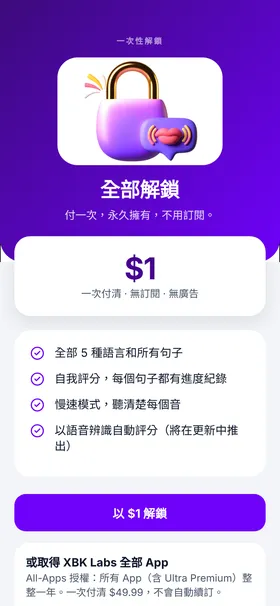 一次性解鎖
全部解鎖
付一次，永久擁有，不用訂閱。
$1
一次付清 · 無訂閱 · 無廣告
全部 5 種語言和所有句子
自我評分，每個句子都有進度紀錄
慢速模式，聽清楚每個音
以語音辨識自動評分（將在更新中推
出）
以 $1 解鎖
或取得 XBK Labs 全部 App
All-Apps 授權：所有 App（含 Ultra Premium）整
整一年。一次付清 $49.99，不會自動續訂。